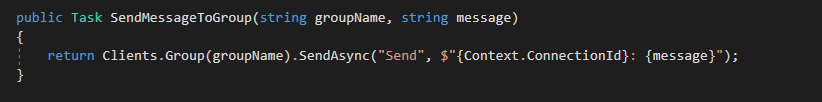 public Task SendMessageToGroup(string groupName, string message)
{
    return Clients.Group(groupName).SendAsync("Send", $"{Context.ConnectionId}: {message}");
}